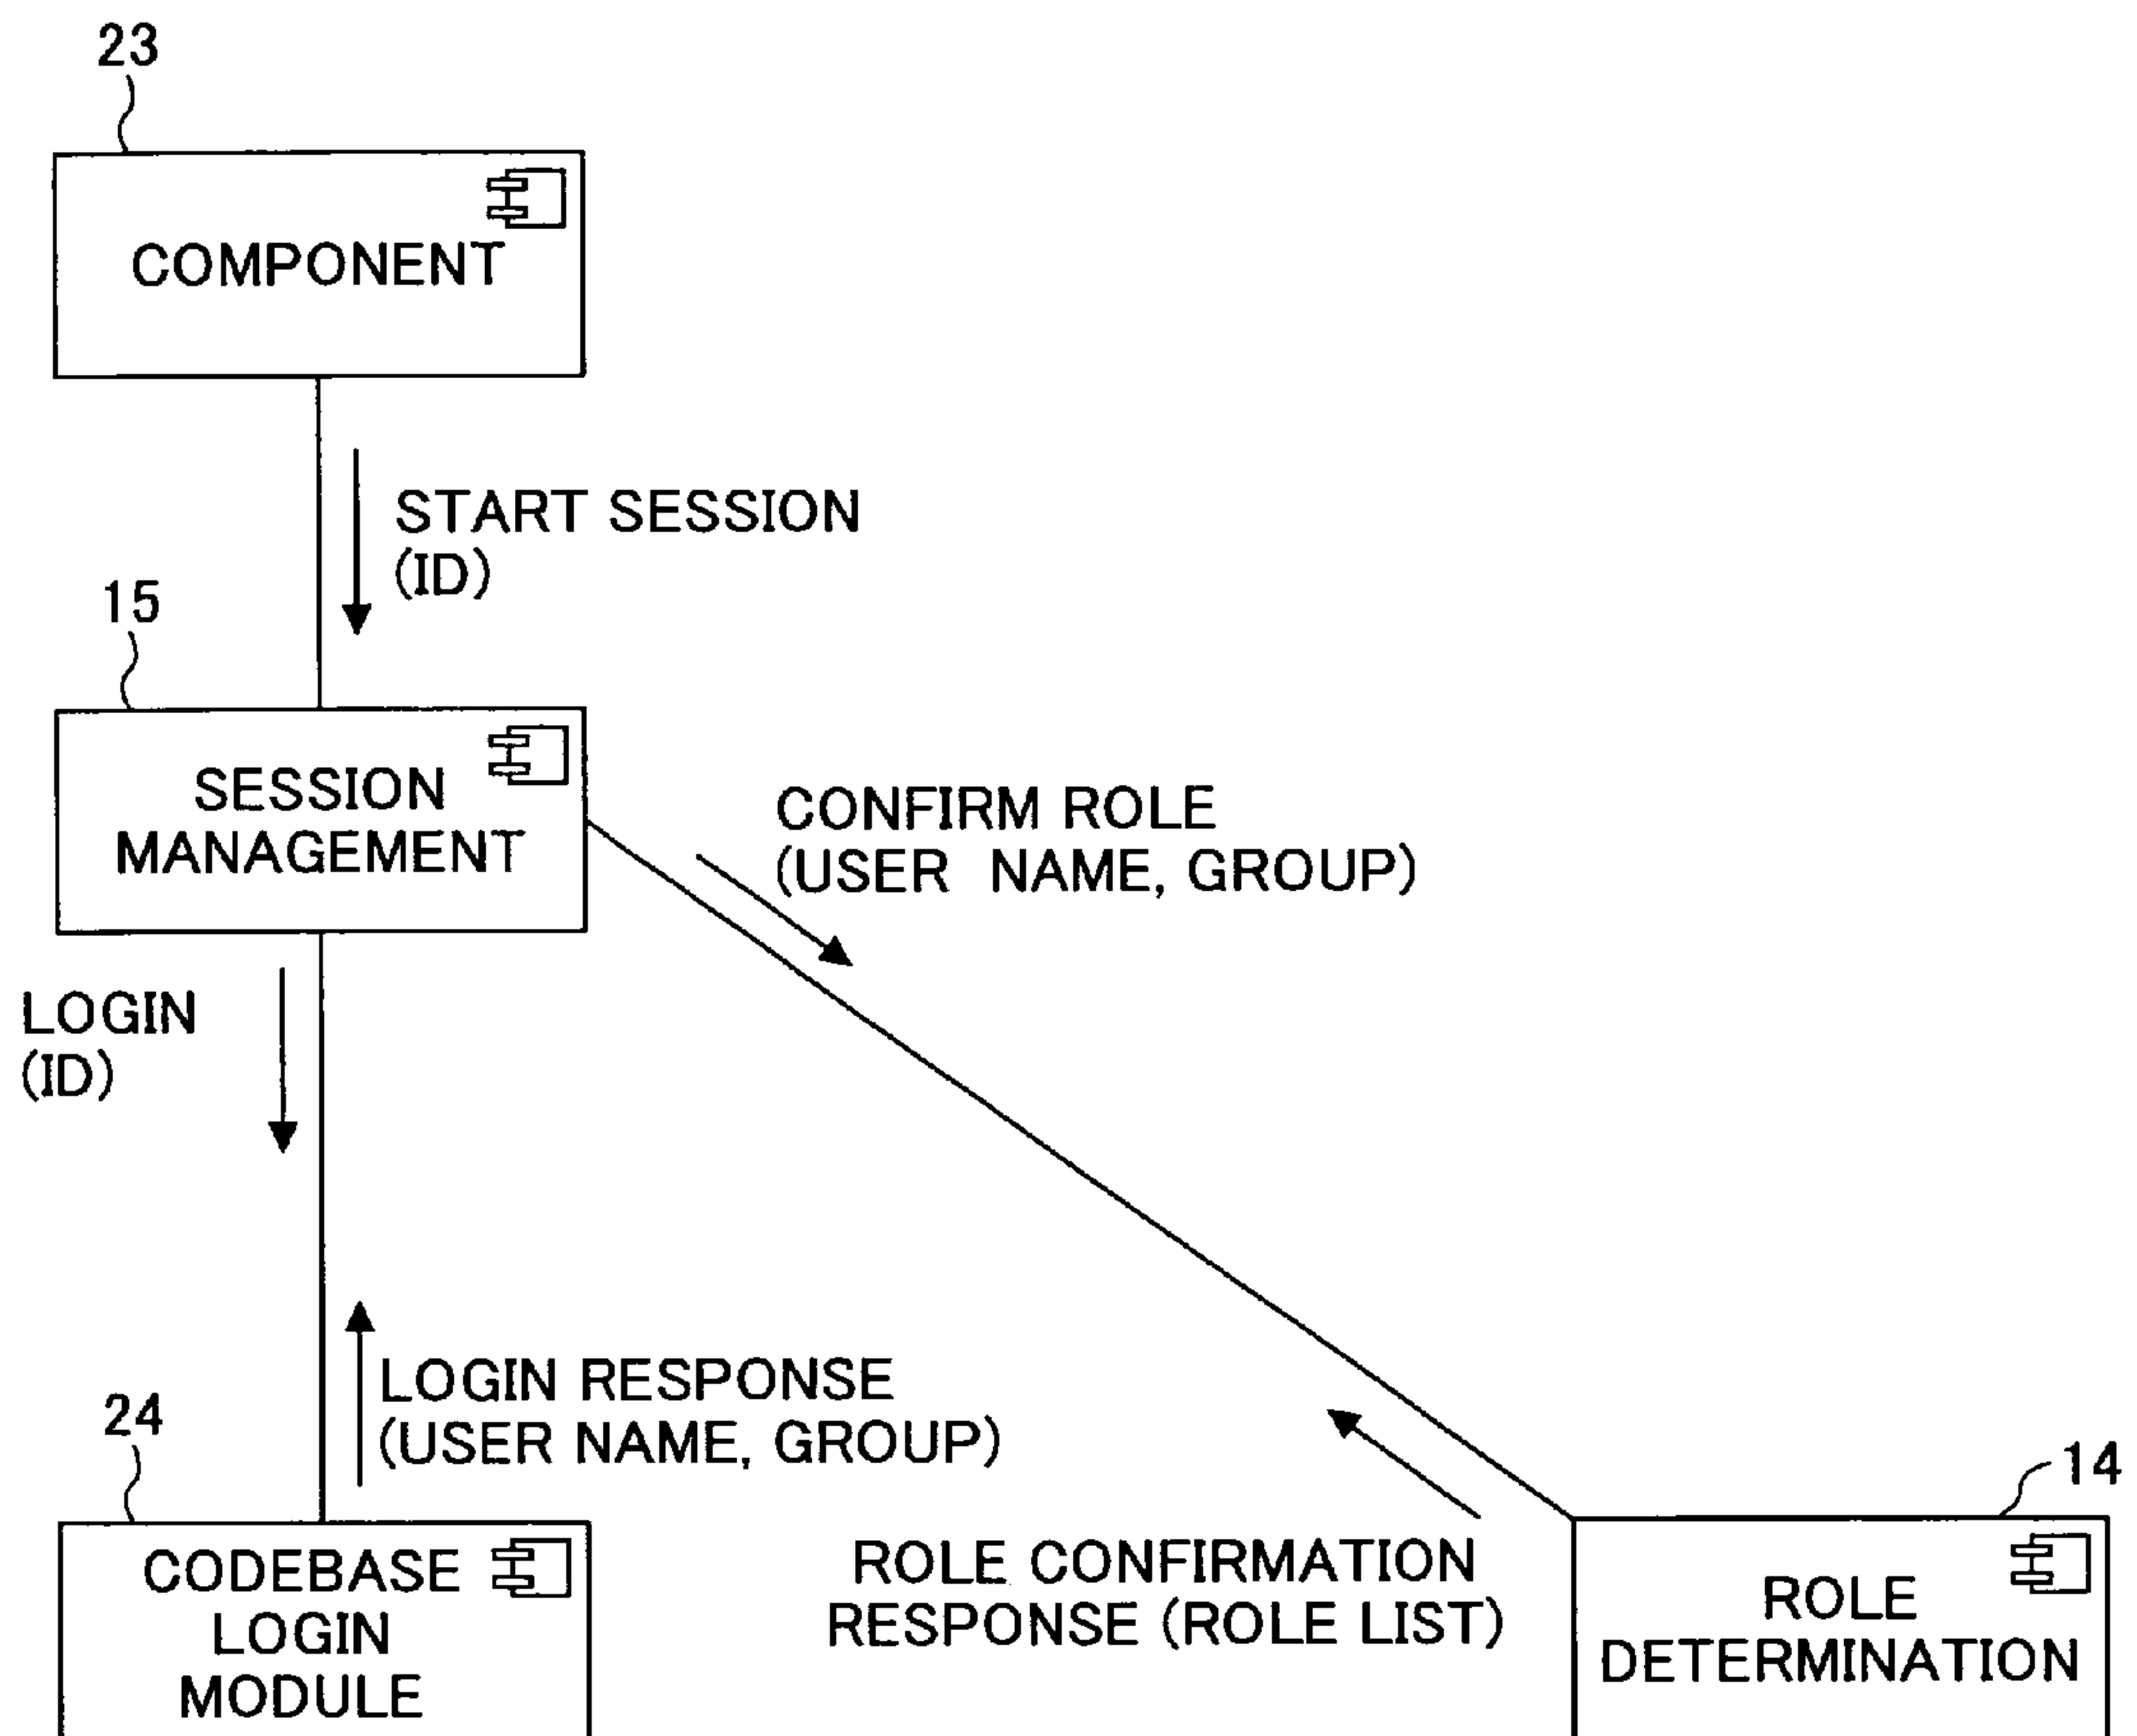 23
COMPONENT
START SESSION
(ID)
15
SESSION
MANAGEMENT
CONFIRM ROLE
(USER NAME, GROUP)
LOGIN
(ID)
LOGIN RESPONSE
(USER NAME, GROUP)
24
CODEBASE
LOGIN
MODULE
ROLE CONFIRMATION
RESPONSE (ROLE LIST)
14
ROLE
DETERMINATION